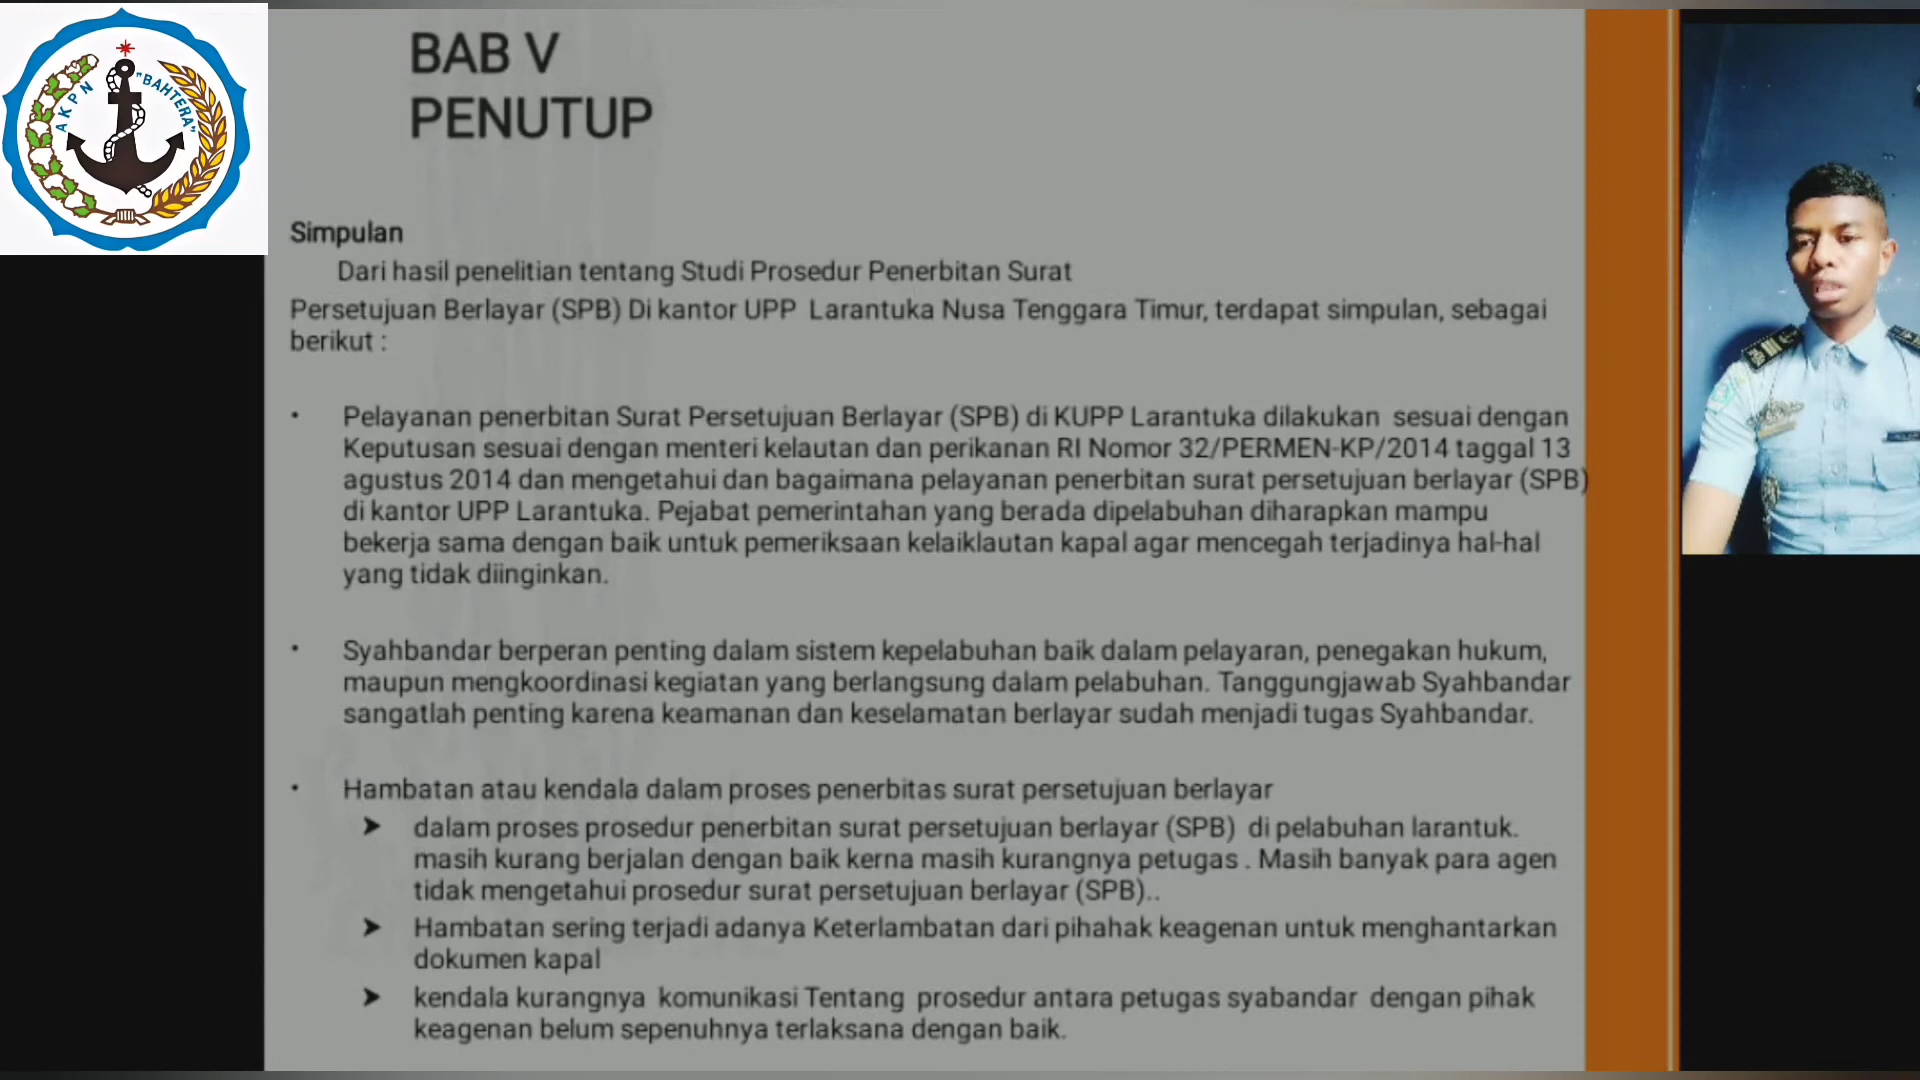 AKPN "BAHTERA"
BAB V
PENUTUP
Simpulan
Dari hasil penelitian tentang Studi Prosedur Penerbitan Surat
Persetujuan Berlayar (SPB) Di kantor UPP Larantuka Nusa Tenggara Timur, terdapat simpulan, sebagai
berikut :
• Pelayanan penerbitan Surat Persetujuan Berlayar (SPB) di KUPP Larantuka dilakukan sesuai dengan
Keputusan sesuai dengan menteri kelautan dan perikanan RI Nomor 32/PERMEN-KP/2014 taggal 13
agustus 2014 dan mengetahui dan bagaimana pelayanan penerbitan surat persetujuan berlayar (SPB)
di kantor UPP Larantuka. Pejabat pemerintahan yang berada dipelabuhan diharapkan mampu
bekerja sama dengan baik untuk pemeriksaan kelaiklautan kapal agar mencegah terjadinya hal-hal
yang tidak diinginkan.
• Syahbandar berperan penting dalam sistem kepelabuhan baik dalam pelayaran, penegakan hukum,
maupun mengkoordinasi kegiatan yang berlangsung dalam pelabuhan. Tanggungjawab Syahbandar
sangatlah penting karena keamanan dan keselamatan berlayar sudah menjadi tugas Syahbandar.
• Hambatan atau kendala dalam proses penerbitas surat persetujuan berlayar
➤ dalam proses prosedur penerbitan surat persetujuan berlayar (SPB) di pelabuhan larantuk.
masih kurang berjalan dengan baik kerna masih kurangnya petugas . Masih banyak para agen
tidak mengetahui prosedur surat persetujuan berlayar (SPB)..
➤ Hambatan sering terjadi adanya Keterlambatan dari pihahak keagenan untuk menghantarkan
dokumen kapal
➤ kendala kurangnya komunikasi Tentang prosedur antara petugas syabandar dengan pihak
keagenan belum sepenuhnya terlaksana dengan baik.